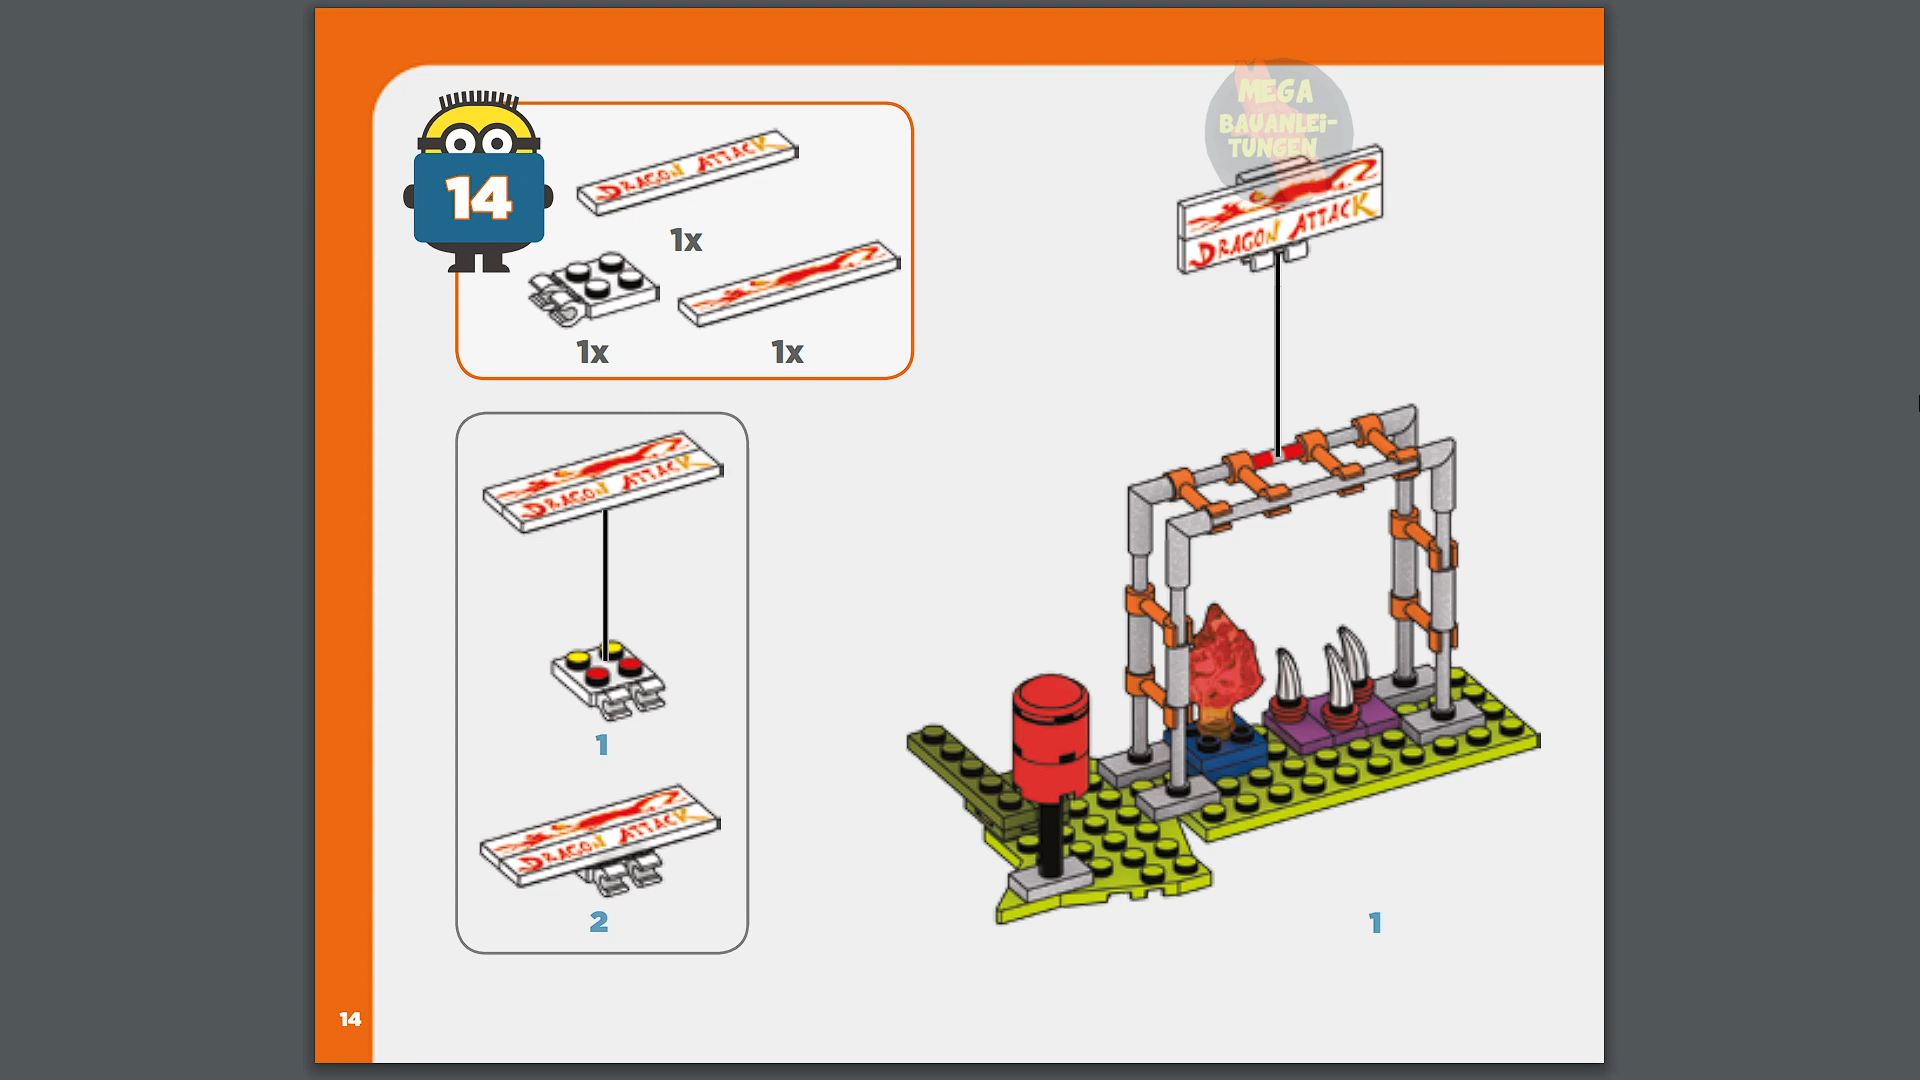 MEGA
BAUANLEi-
TUNGEN
14
DRAGON ATTACK
1x
1x
1x
DRAGON ATTACK
DRAGON ATTACK
1
DRAGON ATTACK
2
1
14